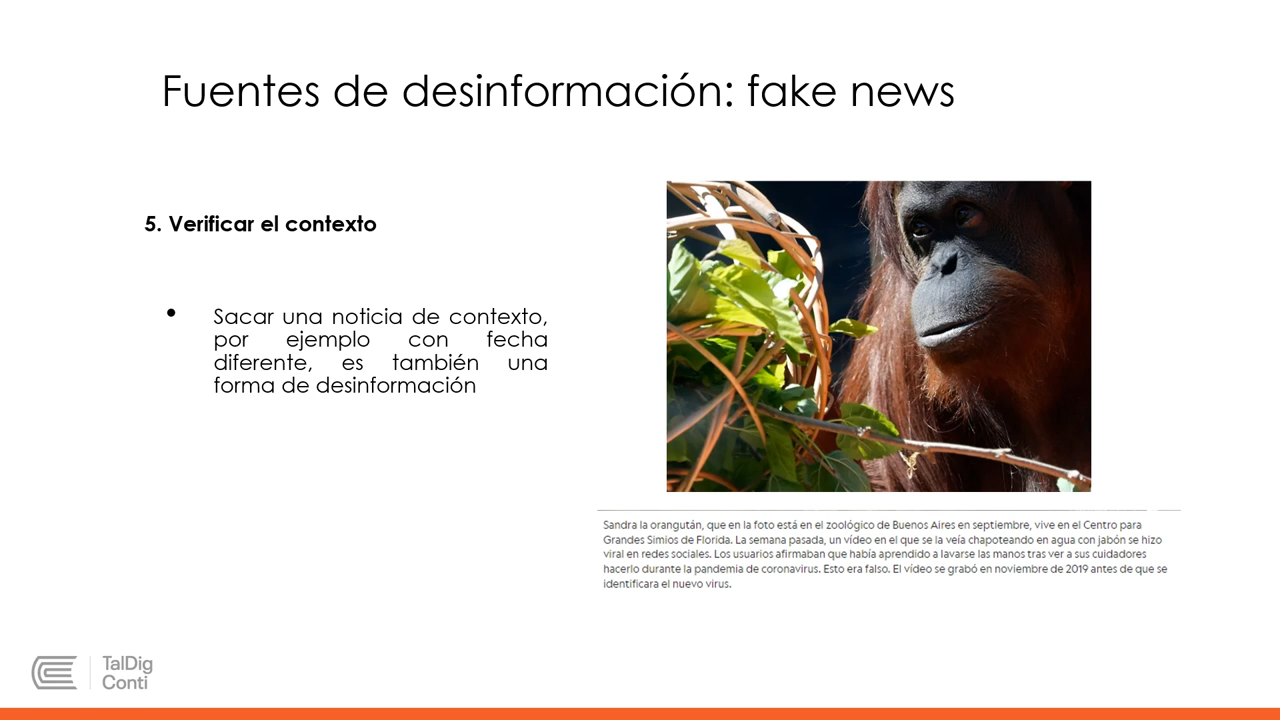 Fuentes de desinformación: fake news
5. Verificar el contexto
• Sacar una noticia de contexto,
por ejemplo con fecha
diferente, es también una
forma de desinformación
Sandra la orangután, que en la foto está en el zoológico de Buenos Aires en septiembre, vive en el Centro para
Grandes Simios de Florida. La semana pasada, un vídeo en el que se la veía chapoteando en agua con jabón se hizo
viral en redes sociales. Los usuarios afirmaban que había aprendido a lavarse las manos tras ver a sus cuidadores
hacerlo durante la pandemia de coronavirus. Esto era falso. El vídeo se grabó en noviembre de 2019 antes de que se
identificara el nuevo virus.
TalDig
Conti